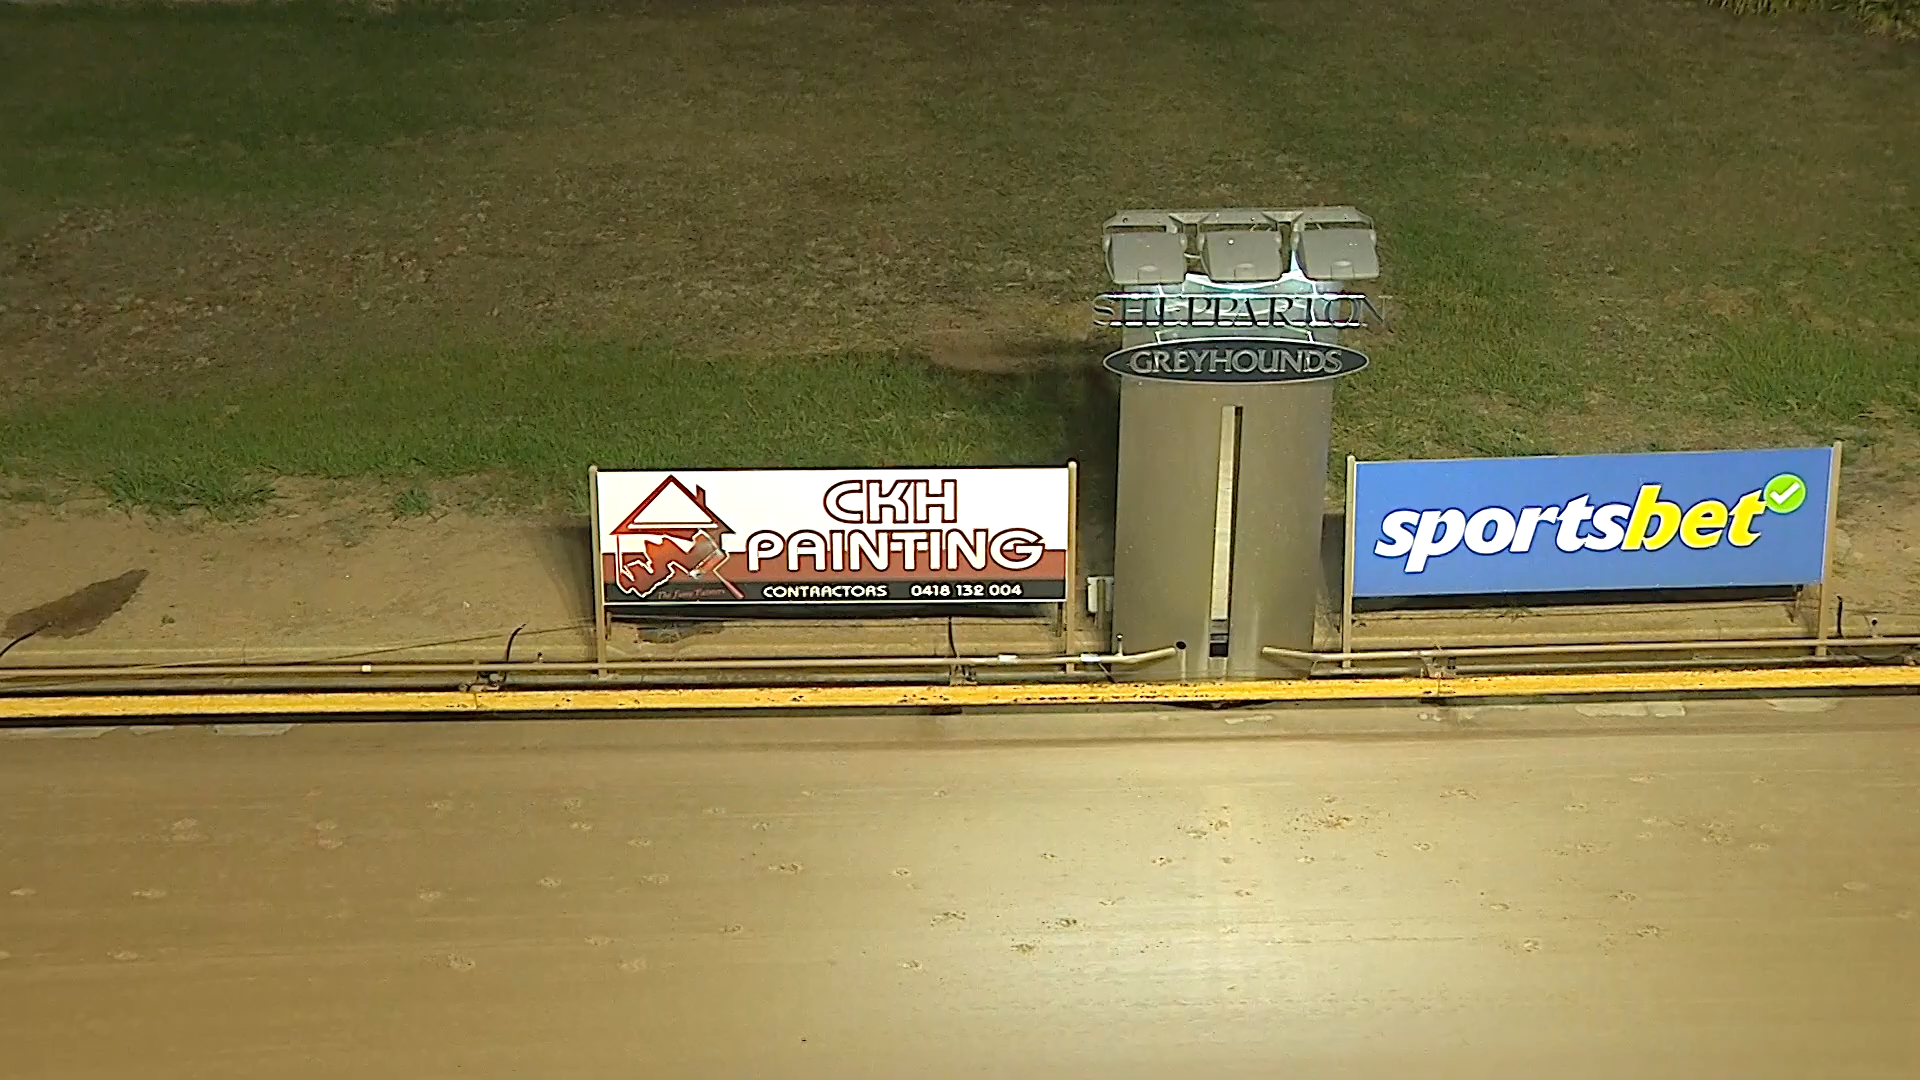 SHEPPARTON
GREYHOUNDS
CKH
PAINTING
CONTRACTORS 0418 132 004
sportsbet